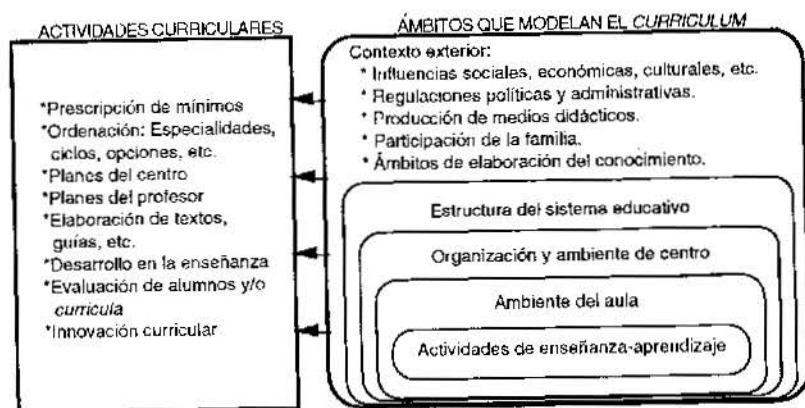 ACTIVIDADES CURRICULARES
*Prescripción de mínimos
*Ordenación: Especialidades,
ciclos, opciones, etc.
*Planes del centro
*Planes del profesor
*Elaboración de textos,
guías, etc.
*Desarrollo en la enseñanza
*Evaluación de alumnos y/o
curricula
*Innovación curricular
ÁMBITOS QUE MODELAN EL CURRICULUM
Contexto exterior:
* Influencias sociales, económicas, culturales, etc.
* Regulaciones políticas y administrativas.
* Producción de medios didácticos.
* Participación de la familia.
* Ámbitos de elaboración del conocimiento.
Estructura del sistema educativo
Organización y ambiente de centro
Ambiente del aula
Actividades de enseñanza-aprendizaje